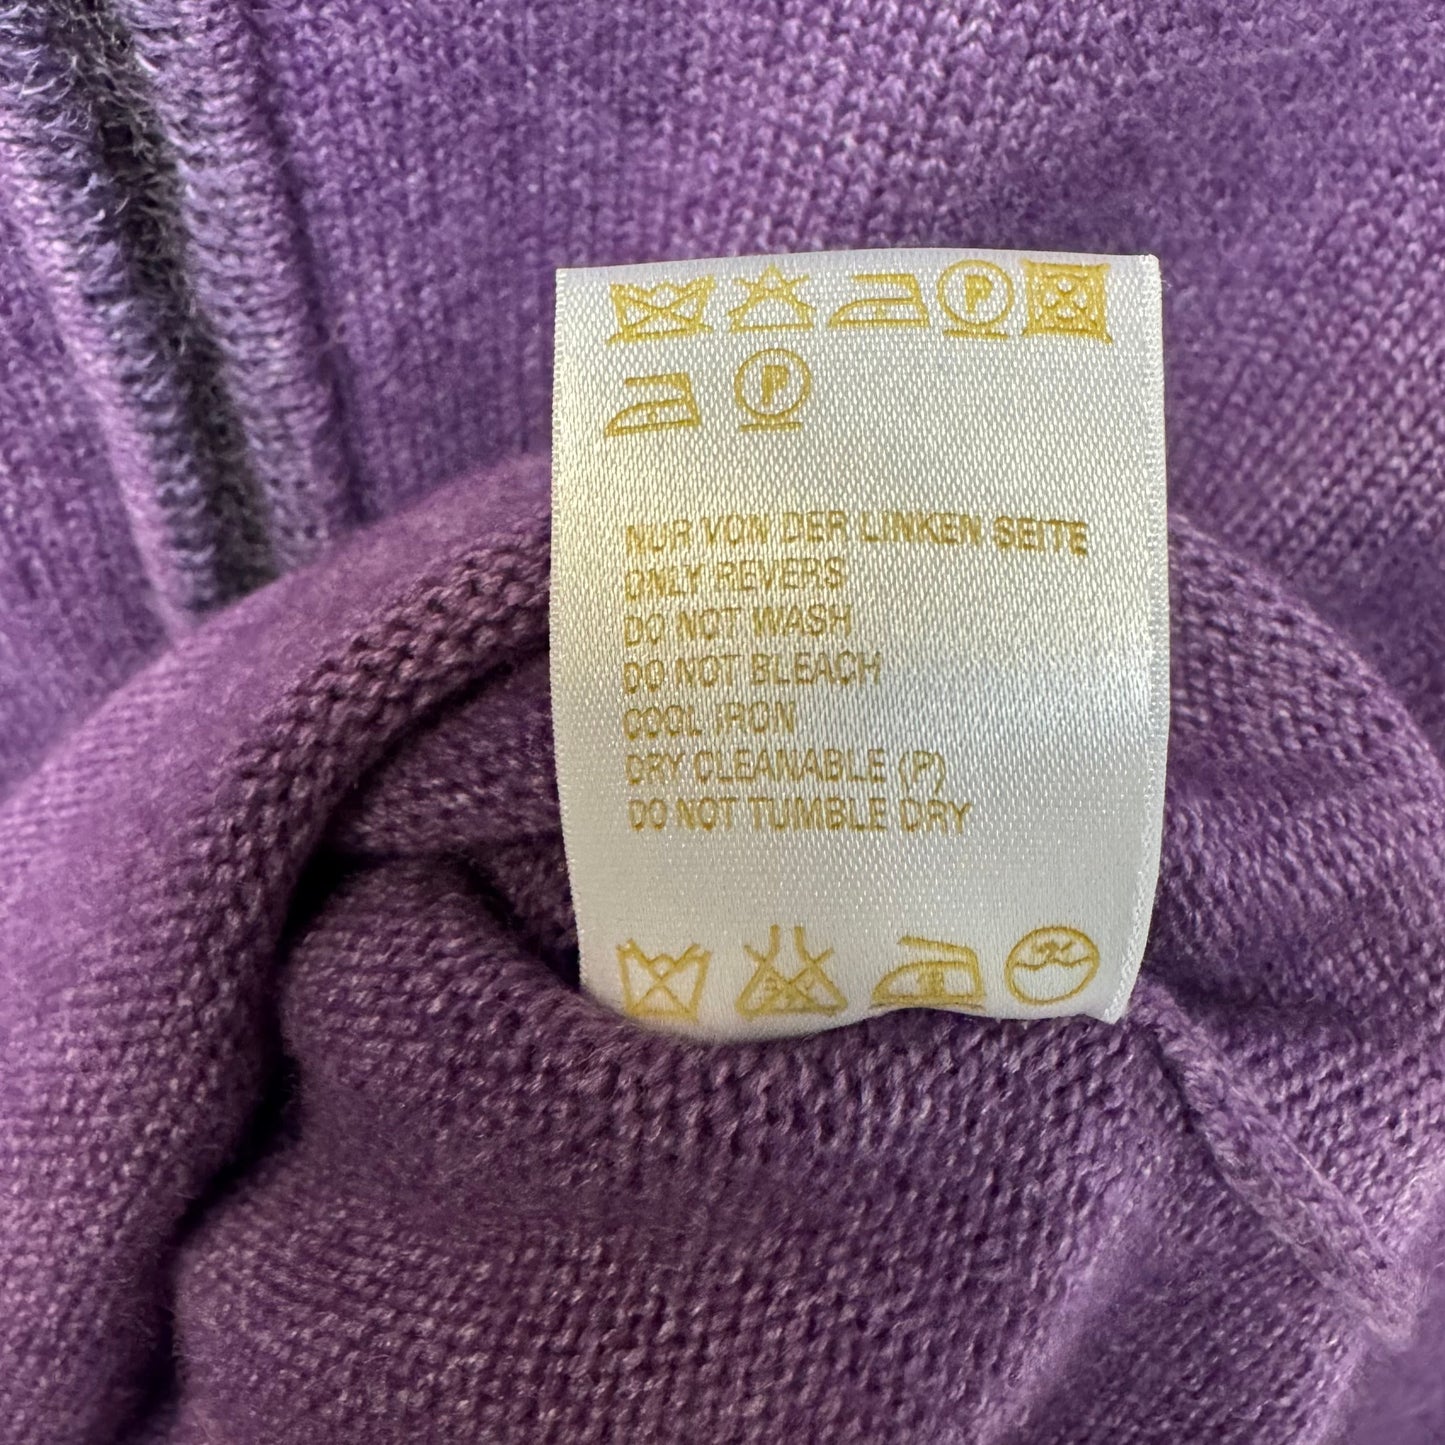 P
P
NUR VON DER LINKEN SEITE
ONLY REVERS
DO NOT WASH
DO NOT BLEACH
COOL IRON
DRY CLEANABLE (P)
DO NOT TUMBLE DRY